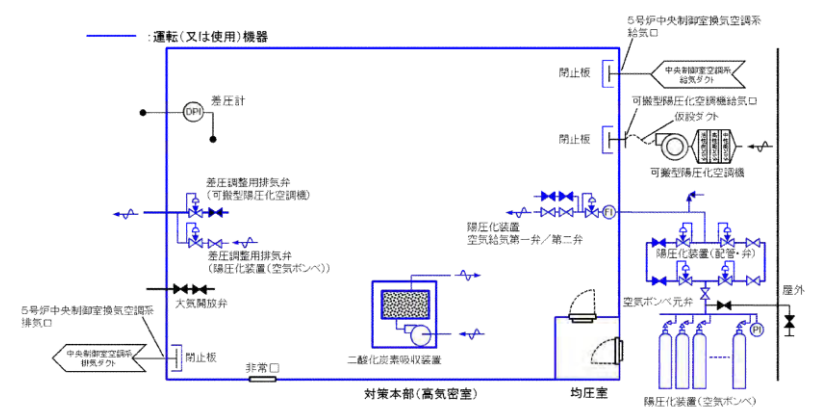 :運転(又は使用)機器
5号炉中央制御室換気空調系
給気口
閉止板
中央制御室空調系
給気ダクト
差圧計
DPI
可搬型陽圧化空調機給気口
仮設ダクト
閉止板
可搬型陽圧化空調機
差圧調整用排気弁
(可搬型陽圧化空調機)
陽圧化装置
空気給気第一弁/第二弁
FI
差圧調整用排気弁
(陽圧化装置(空気ボンベ))
陽圧化装置(配管・弁)
屋外
大気開放弁
空気ボンベ元弁
5号炉中央制御室換気空調系
排気口
PI
中央制御室空調系
排気ダクト
閉止板
二酸化炭素吸収装置
非常口
対策本部(高気密室)
均圧室
陽圧化装置(空気ボンベ)